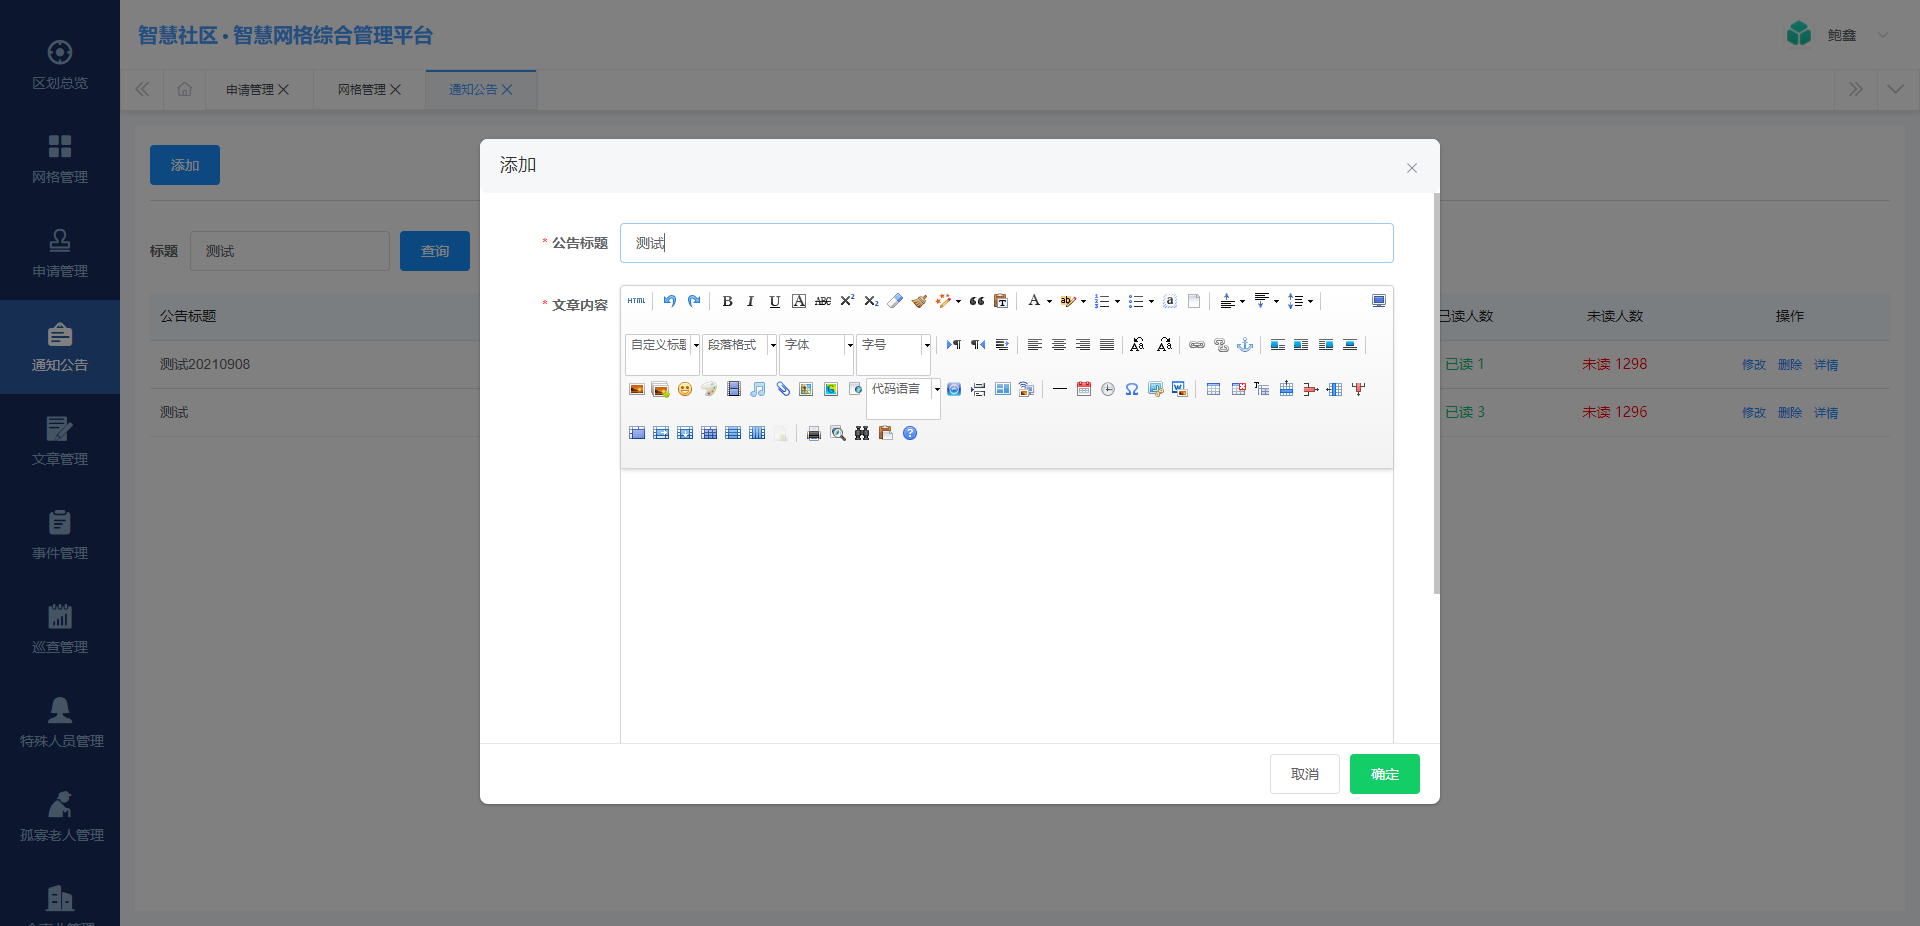 智慧社区 • 智慧网格综合管理平台
鲍鑫
区划总览
网格管理
申请管理
通知公告
文章管理
事件管理
巡查管理
特殊人员管理
孤寡老人管理
申请管理
网格管理
通知公告
添加
标题
测试
查询
公告标题
已读人数
未读人数
操作
测试20210908
已读 1
未读 1298
修改 删除 详情
测试
已读 3
未读 1296
修改 删除 详情
添加
* 公告标题
测试
* 文章内容
HTML
自定义标题
段落格式
字体
字号
代码语言
取消
确定